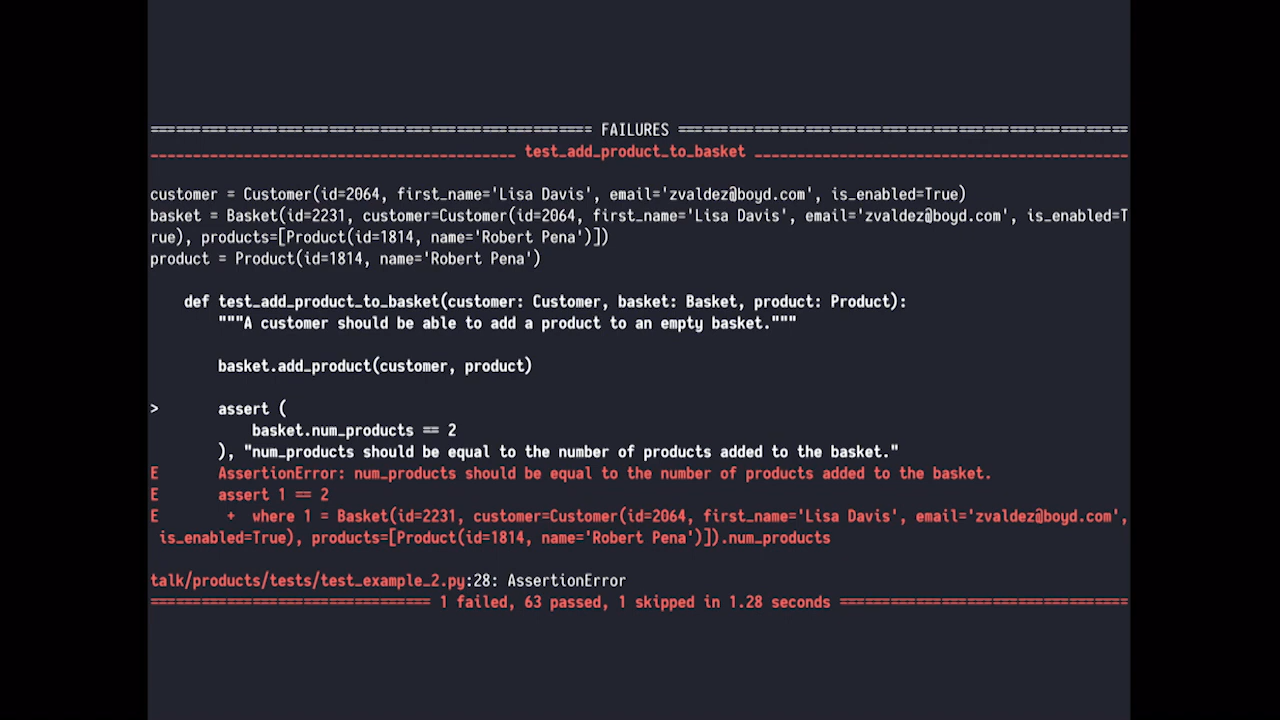 ==================================================== FAILURES =====================================================
___________________________________________ test_add_product_to_basket ____________________________________________
customer = Customer(id=2064, first_name='Lisa Davis', email='zvaldez@boyd.com', is_enabled=True)
basket = Basket(id=2231, customer=Customer(id=2064, first_name='Lisa Davis', email='zvaldez@boyd.com', is_enabled=T
rue), products=[Product(id=1814, name='Robert Pena')])
product = Product(id=1814, name='Robert Pena')
    def test_add_product_to_basket(customer: Customer, basket: Basket, product: Product):
        """A customer should be able to add a product to an empty basket."""
        basket.add_product(customer, product)
>       assert (
            basket.num_products == 2
        ), "num_products should be equal to the number of products added to the basket."
E       AssertionError: num_products should be equal to the number of products added to the basket.
E       assert 1 == 2
E        +  where 1 = Basket(id=2231, customer=Customer(id=2064, first_name='Lisa Davis', email='zvaldez@boyd.com',
 is_enabled=True), products=[Product(id=1814, name='Robert Pena')]).num_products
talk/products/tests/test_example_2.py:28: AssertionError
================================= 1 failed, 63 passed, 1 skipped in 1.28 seconds ==================================